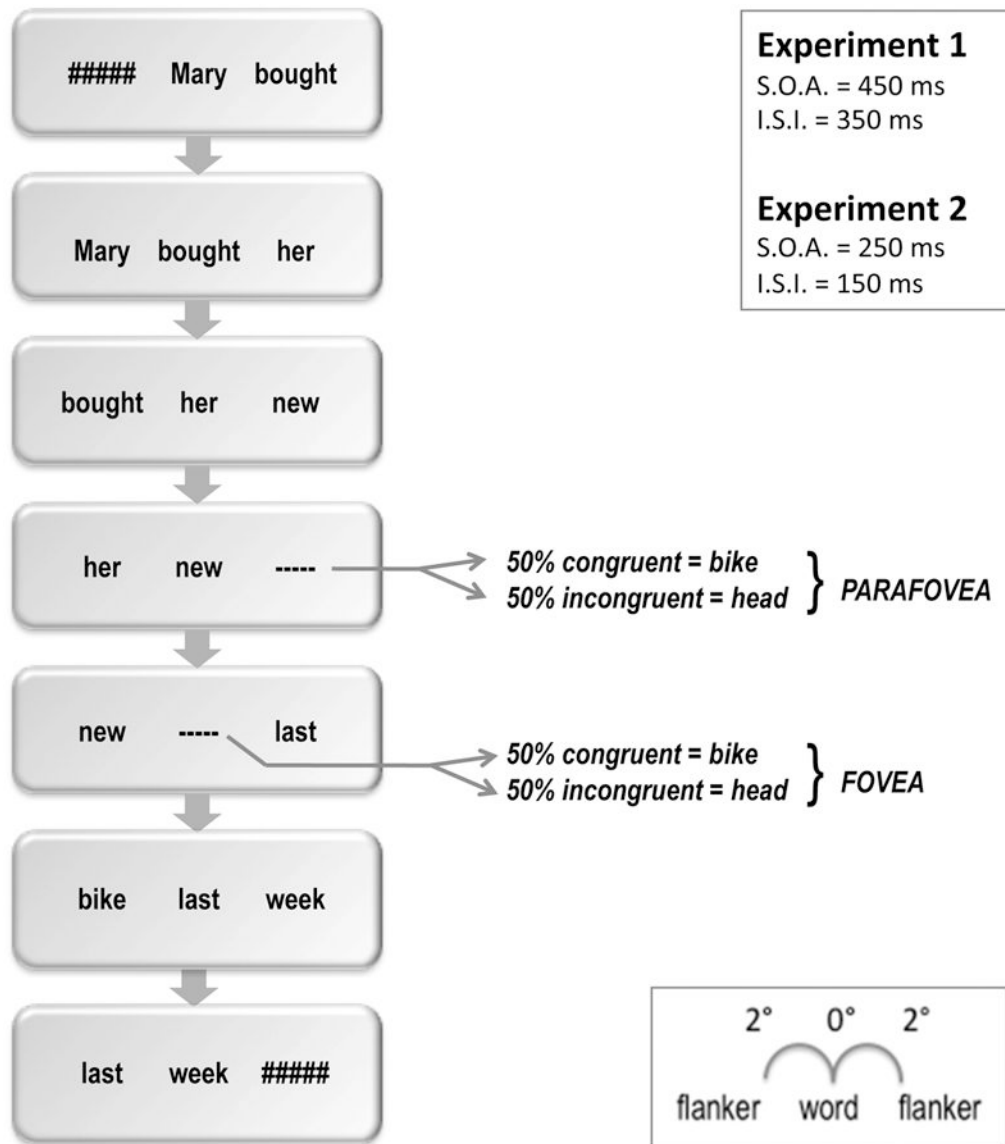 ##### Mary bought
Mary bought her
bought her new
her new -----
50% congruent = bike
50% incongruent = head
} PARAFOVEA
new ----- last
50% congruent = bike
50% incongruent = head
} FOVEA
bike last week
last week #####
Experiment 1
S.O.A. = 450 ms
I.S.I. = 350 ms
Experiment 2
S.O.A. = 250 ms
I.S.I. = 150 ms
2° 0° 2°
flanker word flanker